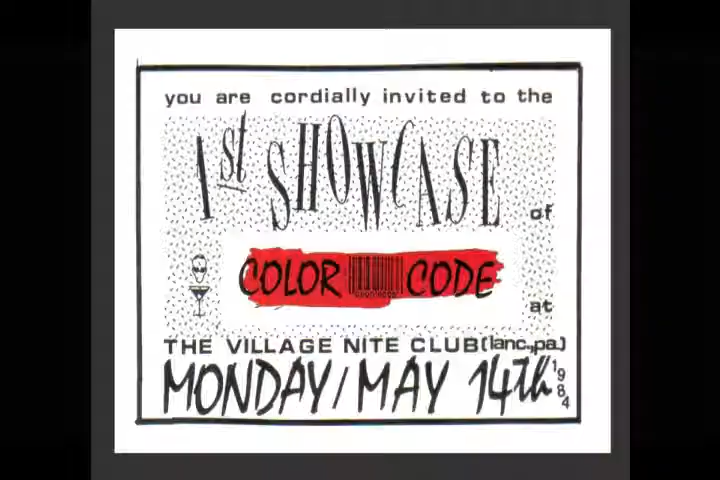 you are cordially invited to the
1st SHOWCASE
of
COLOR CODE
at
THE VILLAGE NITE CLUB (lanc.,pa.)
MONDAY/MAY 14th 1984